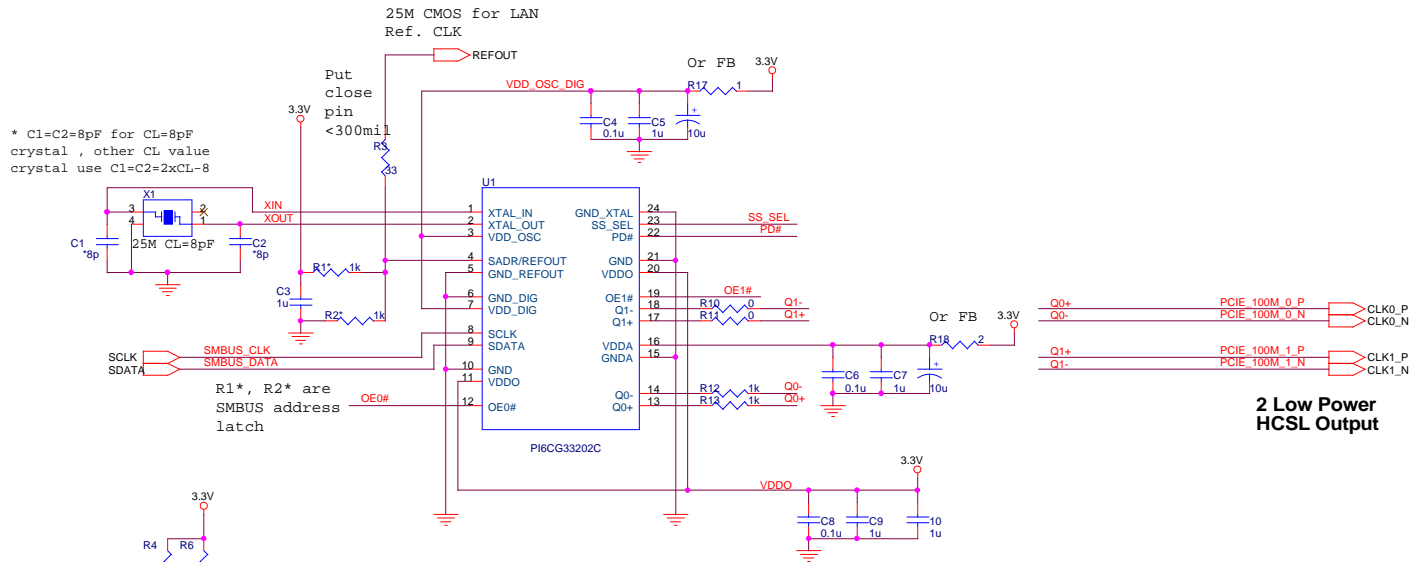 25M CMOS for LAN
Ref. CLK
REFOUT
Put
close
pin
<300mil
3.3V
R3
33
Or FB
3.3V
R17 1
VDD_OSC_DIG
C4
0.1u
C5
1u
+
10u
* C1=C2=8pF for CL=8pF
crystal , other CL value
crystal use C1=C2=2xCL-8
X1
3 2
4 1
25M CL=8pF
C1
*8p
C2
*8p
XIN
XOUT
R1* 1k
C3
1u
R2* 1k
SCLK
SDATA
SMBUS_CLK
SMBUS_DATA
R1*, R2* are
SMBUS address
latch
OE0#
U1
1 XTAL_IN
2 XTAL_OUT
3 VDD_OSC
4 SADR/REFOUT
5 GND_REFOUT
6 GND_DIG
7 VDD_DIG
8 SCLK
9 SDATA
10 GND
11 VDDO
12 OE0#
GND_XTAL 24
SS_SEL 23
PD# 22
GND 21
VDDO 20
OE1# 19
Q1- 18
Q1+ 17
VDDA 16
GNDA 15
Q0- 14
Q0+ 13
PI6CG33202C
SS_SEL
PD#
OE1#
R10 0 Q1-
R11 0 Q1+
Or FB
3.3V
R18 2
C6
0.1u
C7
1u
+
10u
R12 1k Q0-
R13 1k Q0+
VDDO
3.3V
C8
0.1u
C9
1u
10
1u
Q0+ PCIE_100M_0_P CLK0_P
Q0- PCIE_100M_0_N CLK0_N
Q1+ PCIE_100M_1_P CLK1_P
Q1- PCIE_100M_1_N CLK1_N
2 Low Power
HCSL Output
3.3V
R4 R6